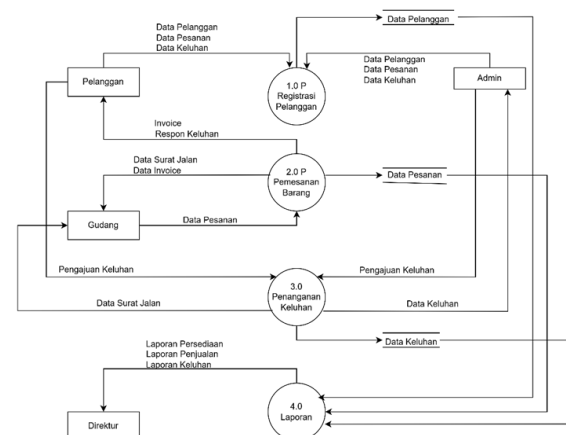 Data Pelanggan
Data Pesanan
Data Keluhan
Data Pelanggan
Pelanggan
1.0 P
Registrasi
Pelanggan
Data Pelanggan
Data Pesanan
Data Keluhan
Admin
Invoice
Respon Keluhan
Data Surat Jalan
Data Invoice
2.0 P
Pemesanan
Barang
Data Pesanan
Gudang
Data Pesanan
Pengajuan Keluhan
Pengajuan Keluhan
3.0
Penanganan
Keluhan
Data Surat Jalan
Data Keluhan
Data Keluhan
Laporan Persediaan
Laporan Penjualan
Laporan Keluhan
4.0
Laporan
Direktur